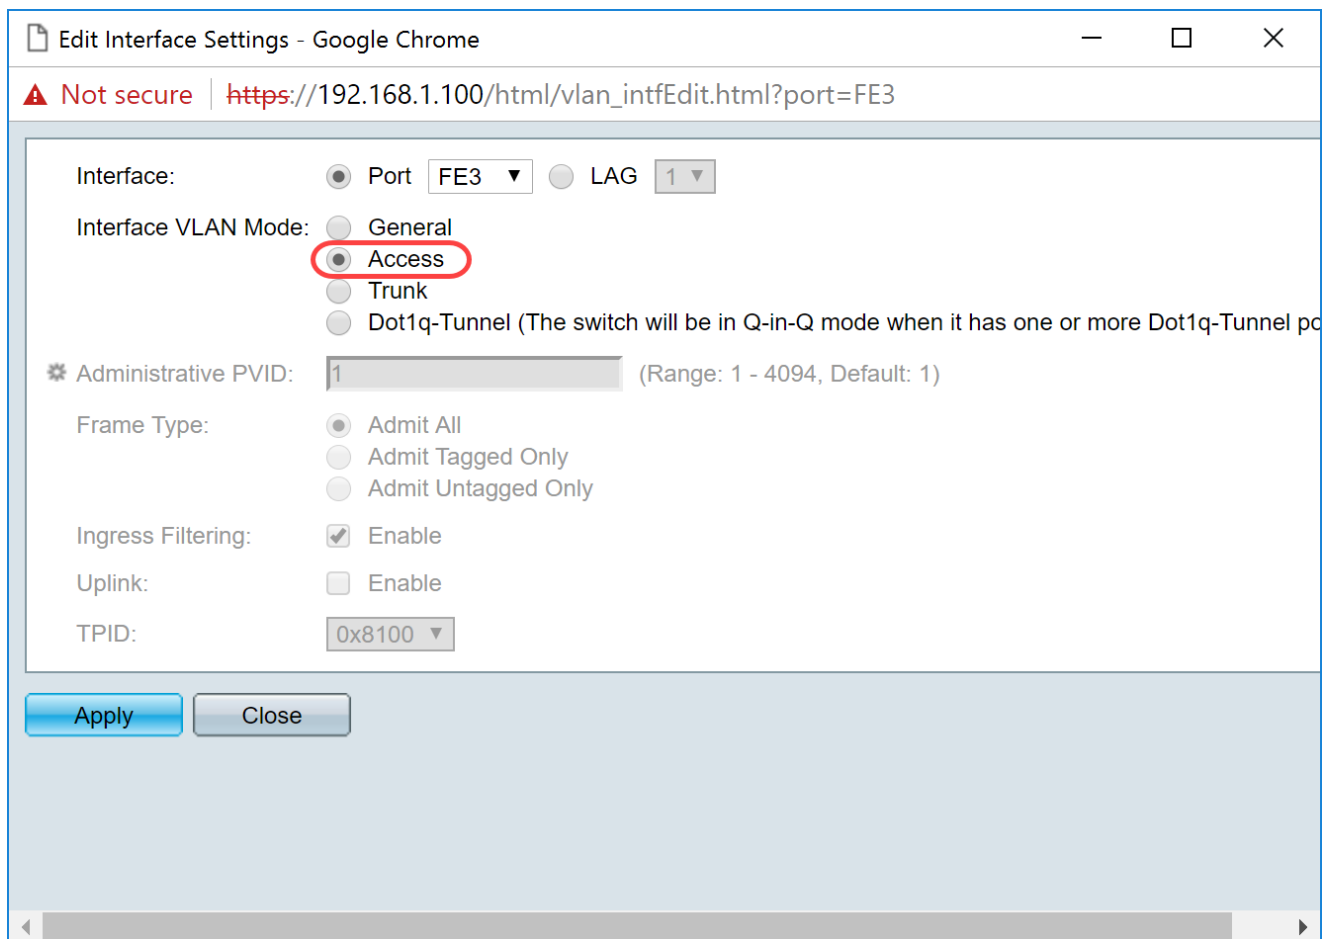 Edit Interface Settings - Google Chrome
Not secure https://192.168.1.100/html/vlan_intfEdit.html?port=FE3
Interface: Port FE3 LAG 1
Interface VLAN Mode: General
Access
Trunk
Dot1q-Tunnel (The switch will be in Q-in-Q mode when it has one or more Dot1q-Tunnel po
Administrative PVID: 1 (Range: 1 - 4094, Default: 1)
Frame Type: Admit All
Admit Tagged Only
Admit Untagged Only
Ingress Filtering: Enable
Uplink: Enable
TPID: 0x8100
Apply Close